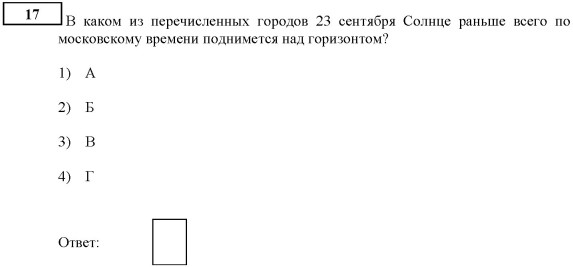 17
В каком из перечисленных городов 23 сентября Солнце раньше всего по
московскому времени поднимется над горизонтом?
1) А
2) Б
3) В
4) Г
Ответ: